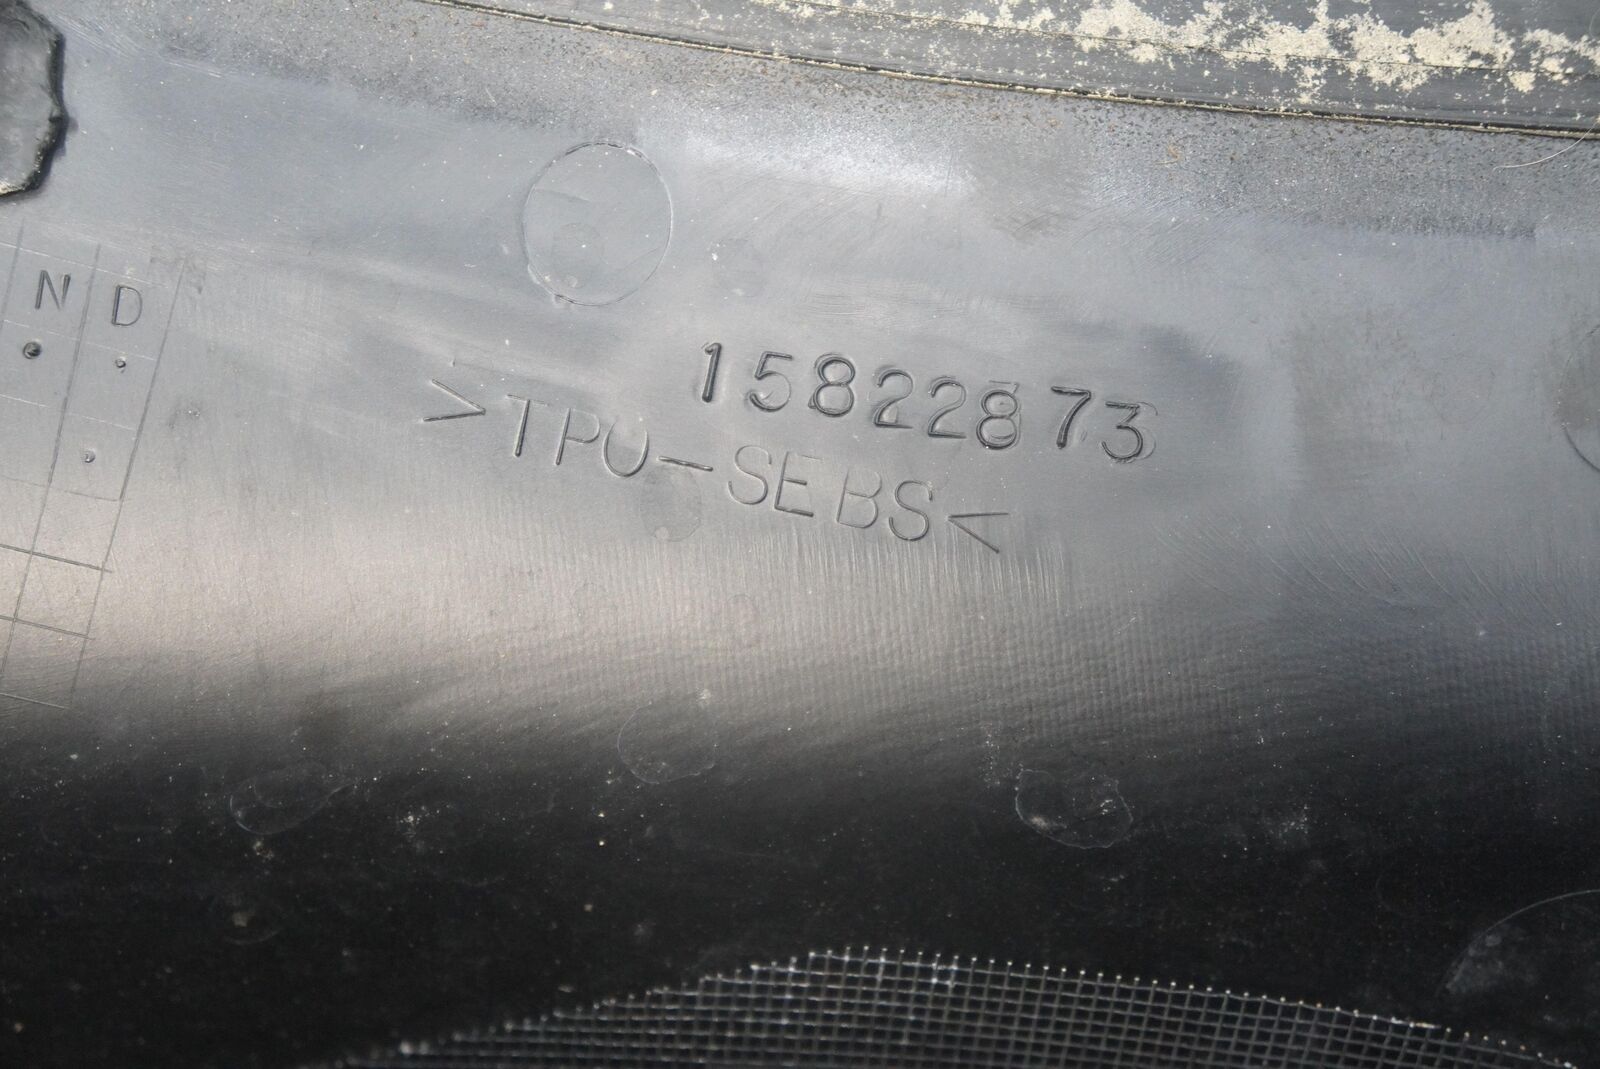 N D
15822873
>TPO-SEBS<